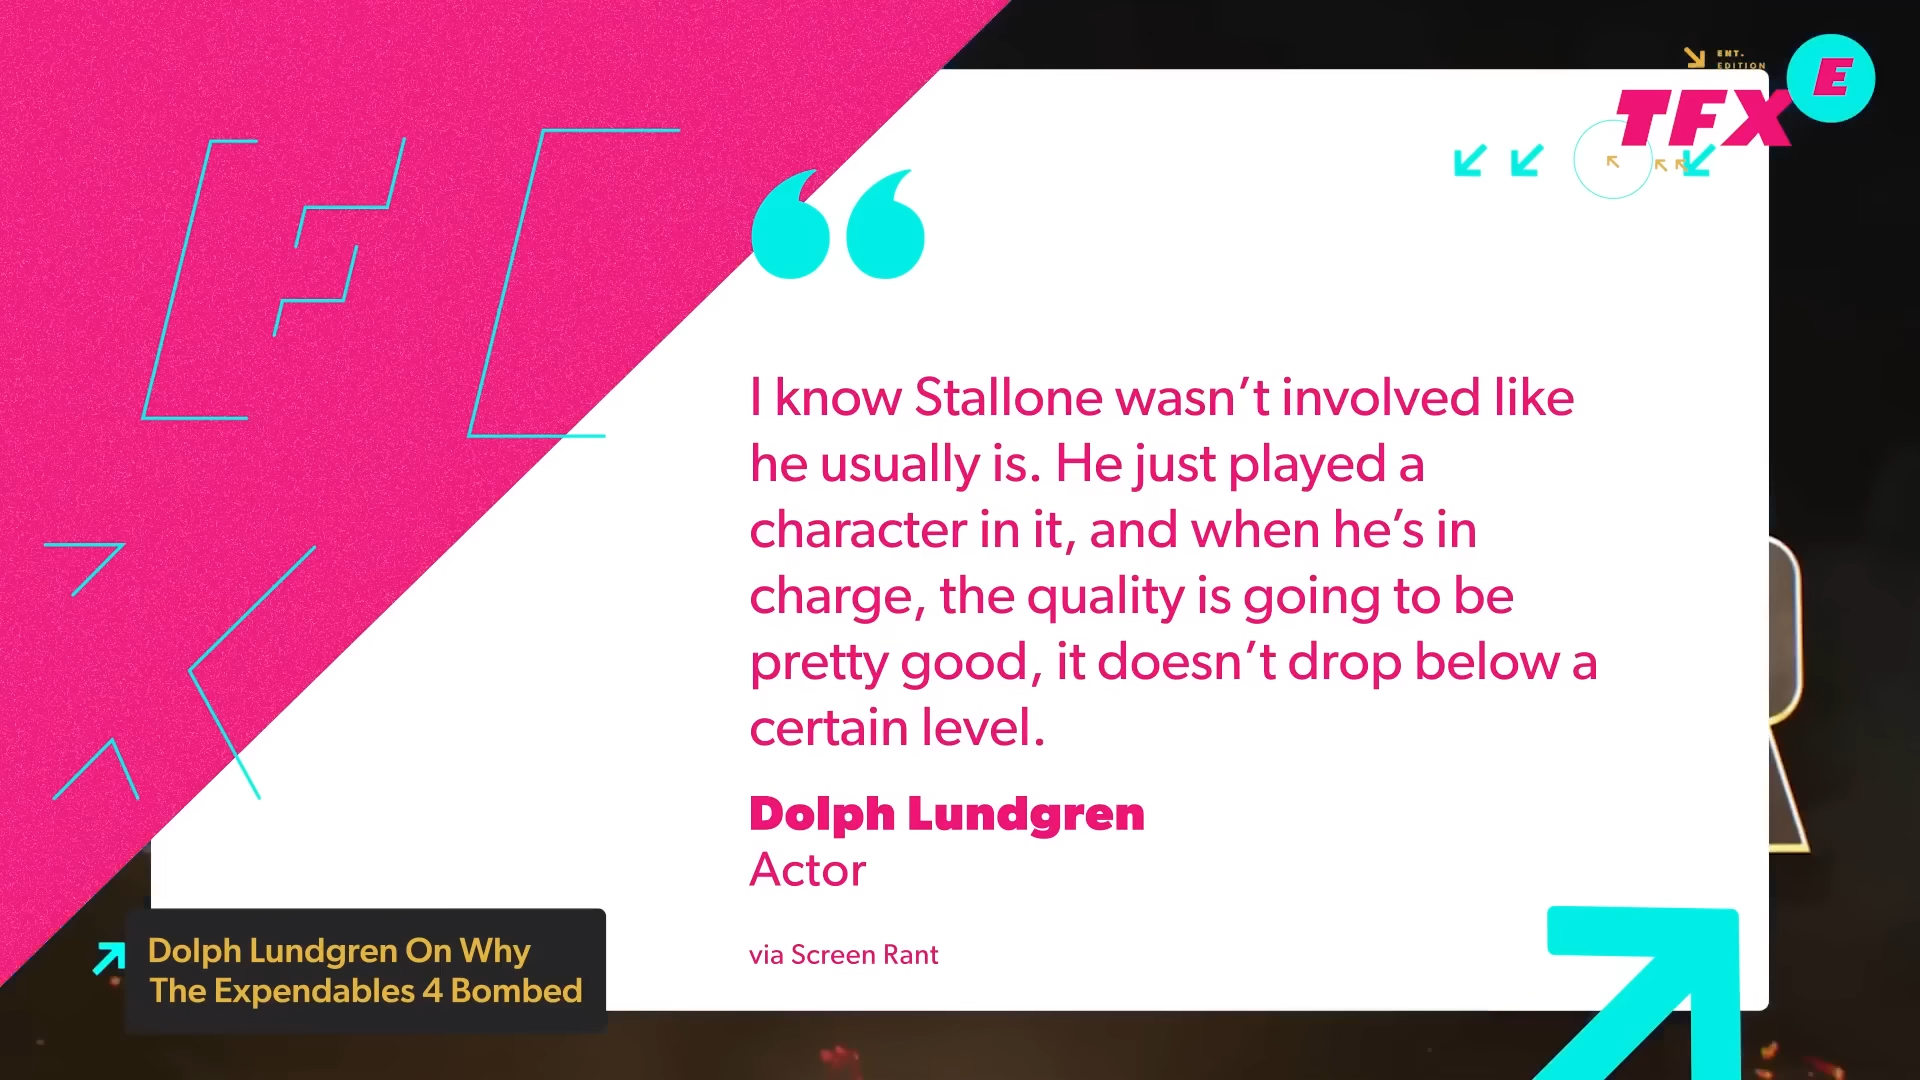 ENT.
EDITION
TFX
E
I know Stallone wasn’t involved like
he usually is. He just played a
character in it, and when he’s in
charge, the quality is going to be
pretty good, it doesn’t drop below a
certain level.
Dolph Lundgren
Actor
via Screen Rant
Dolph Lundgren On Why
The Expendables 4 Bombed